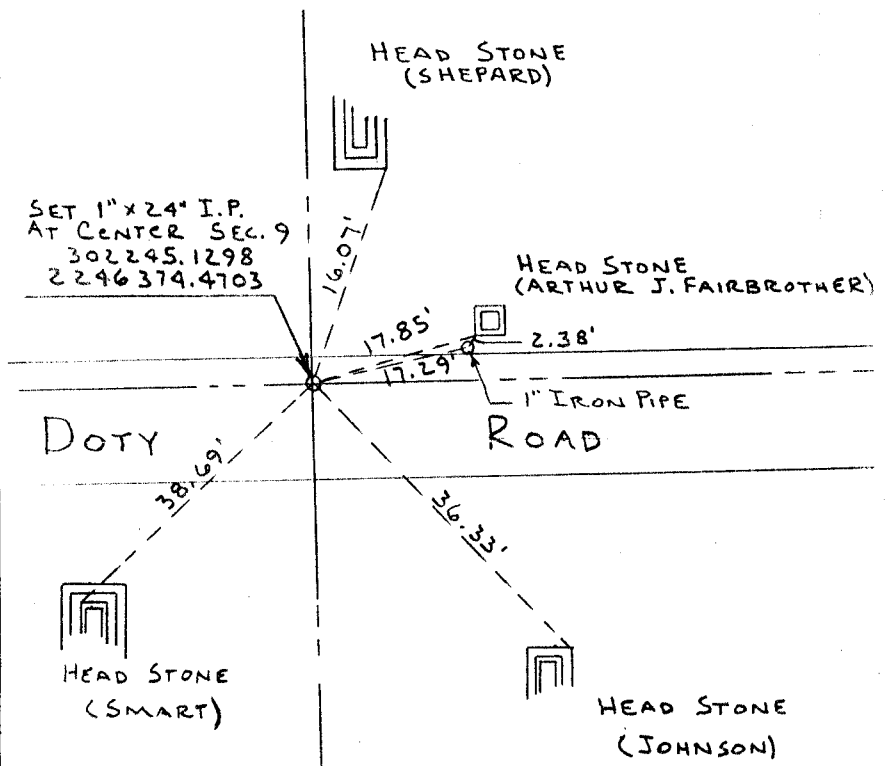 HEAD STONE
(SHEPARD)
SET 1" x 24" I.P.
AT CENTER SEC. 9
302245.1298
2246374.4703
16.07'
HEAD STONE
(ARTHUR J. FAIRBROTHER)
17.85'
2.38'
17.29'
1" IRON PIPE
DOTY ROAD
38.69'
36.33'
HEAD STONE
(SMART)
HEAD STONE
(JOHNSON)